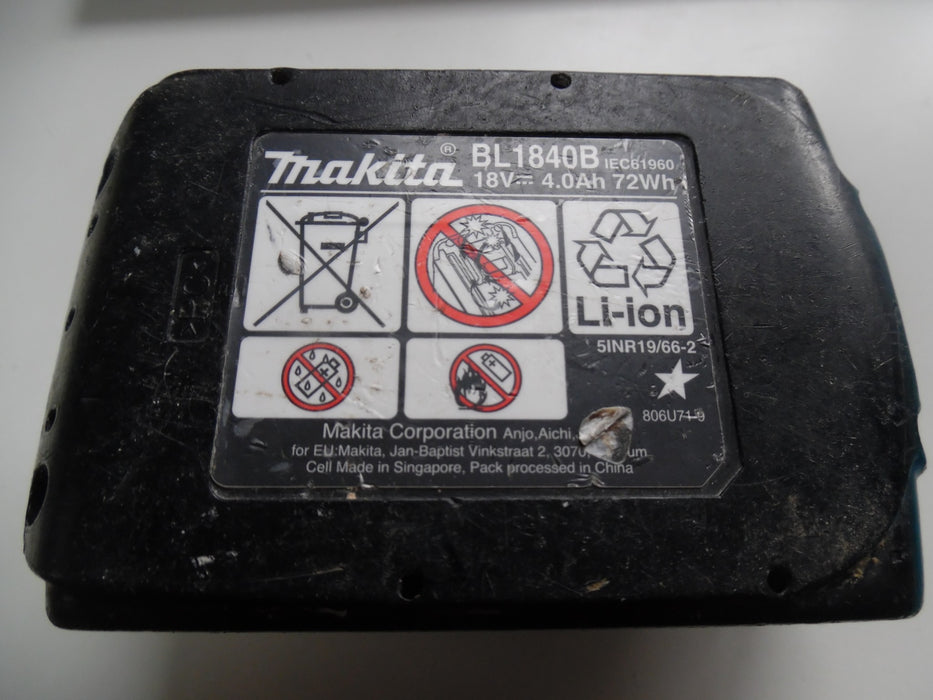 Makita® BL1840B IEC61960
18V⎓ 4.0Ah 72Wh
Li-ion
5INR19/66-2
806U71-9
Makita Corporation Anjo,Aichi,
for EU:Makita, Jan-Baptist Vinkstraat 2, 3070,
Cell Made in Singapore, Pack processed in China